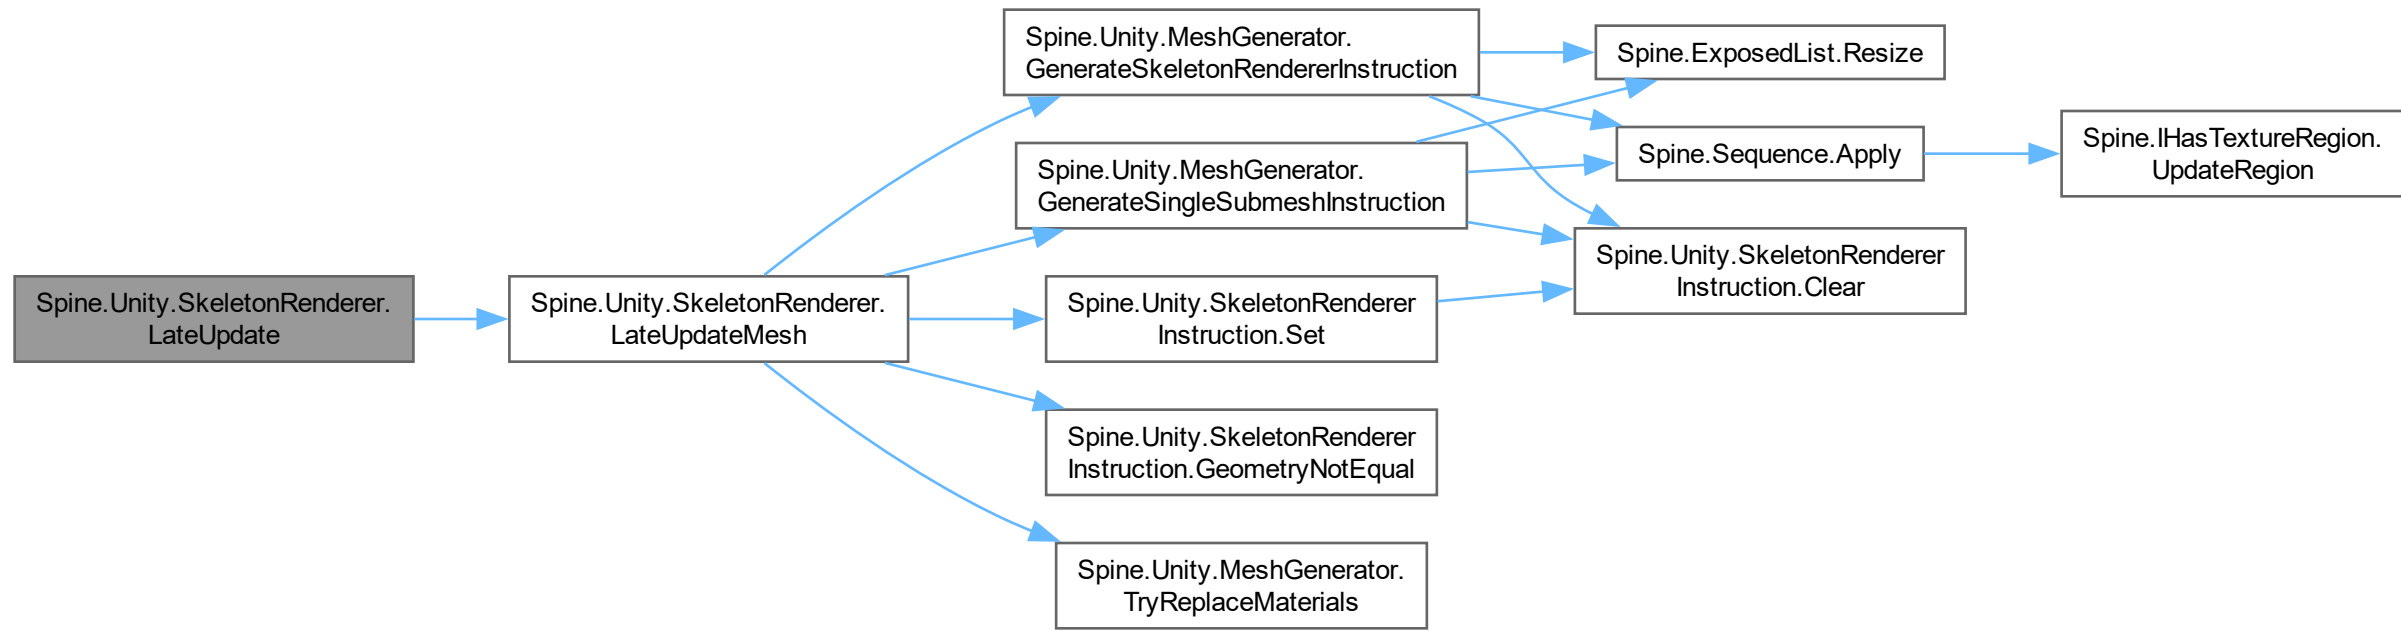 Spine.Unity.SkeletonRenderer.
LateUpdate
Spine.Unity.SkeletonRenderer.
LateUpdateMesh
Spine.Unity.MeshGenerator.
GenerateSkeletonRendererInstruction
Spine.Unity.MeshGenerator.
GenerateSingleSubmeshInstruction
Spine.Unity.SkeletonRenderer
Instruction.Set
Spine.Unity.SkeletonRenderer
Instruction.GeometryNotEqual
Spine.Unity.MeshGenerator.
TryReplaceMaterials
Spine.ExposedList.Resize
Spine.Sequence.Apply
Spine.Unity.SkeletonRenderer
Instruction.Clear
Spine.IHasTextureRegion.
UpdateRegion